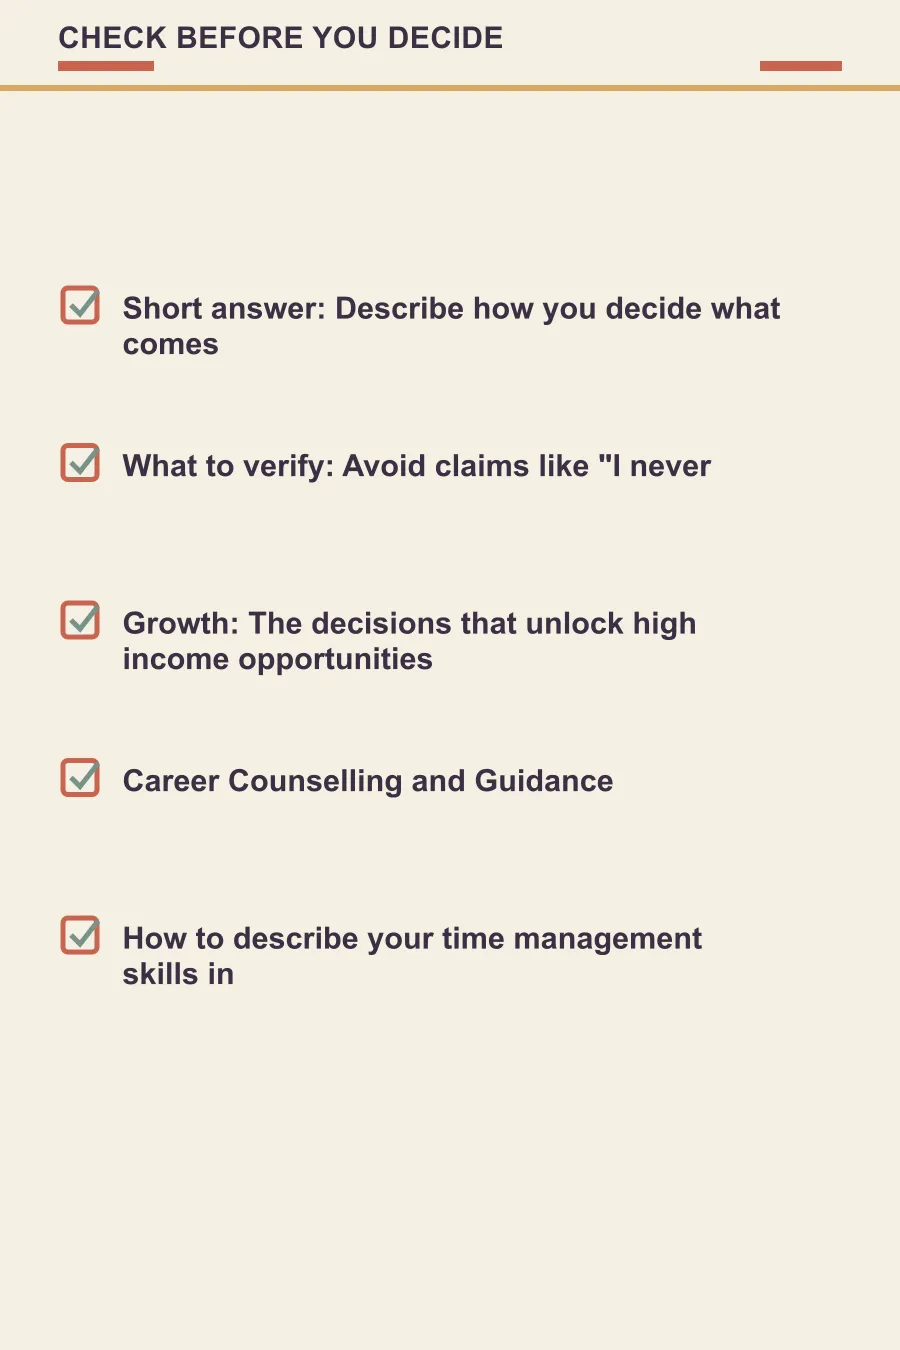 CHECK BEFORE YOU DECIDE
Short answer: Describe how you decide what
comes
What to verify: Avoid claims like "I never
Growth: The decisions that unlock high
income opportunities
Career Counselling and Guidance
How to describe your time management
skills in